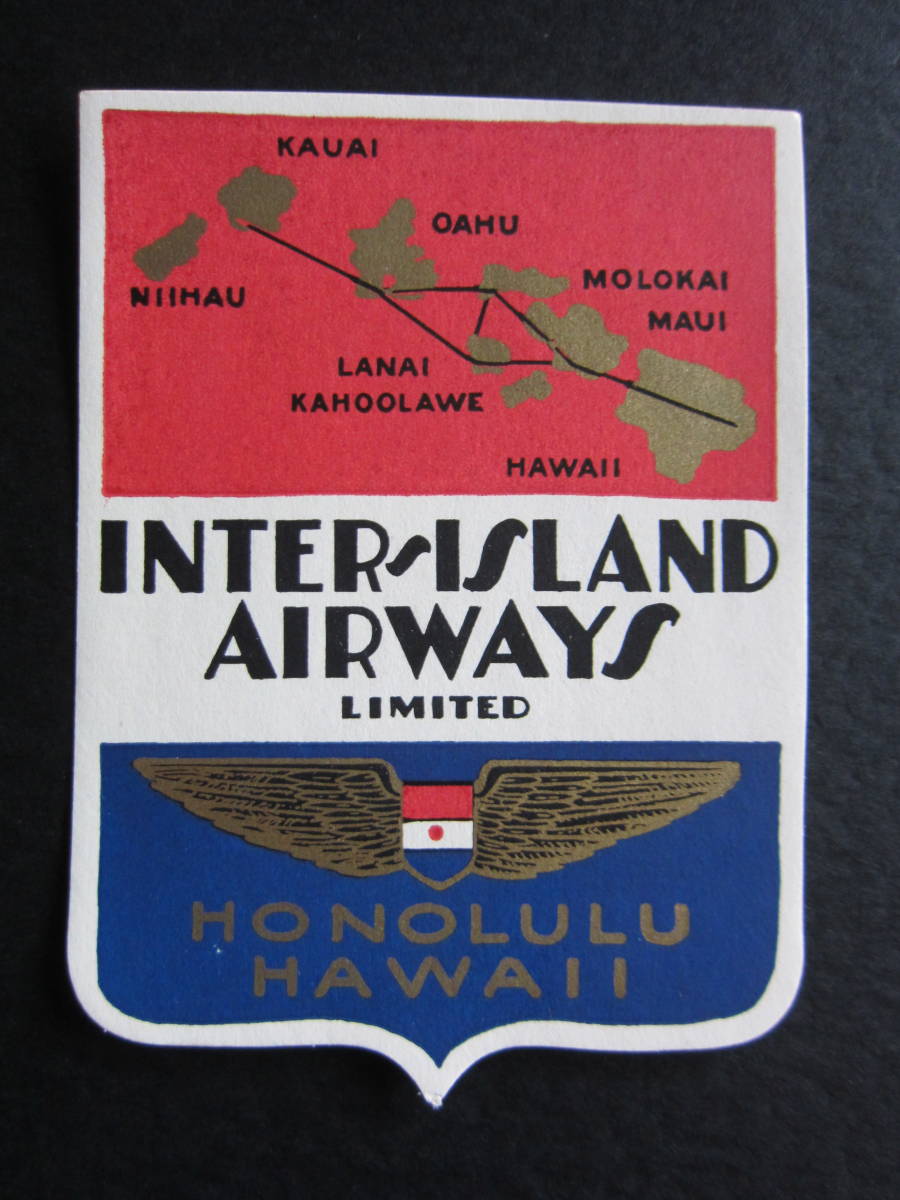 KAUAI
OAHU
NIIHAU
MOLOKAI
MAUI
LANAI
KAHOOLAWE
HAWAII
INTER-ISLAND
AIRWAYS
LIMITED
HONOLULU
HAWAII